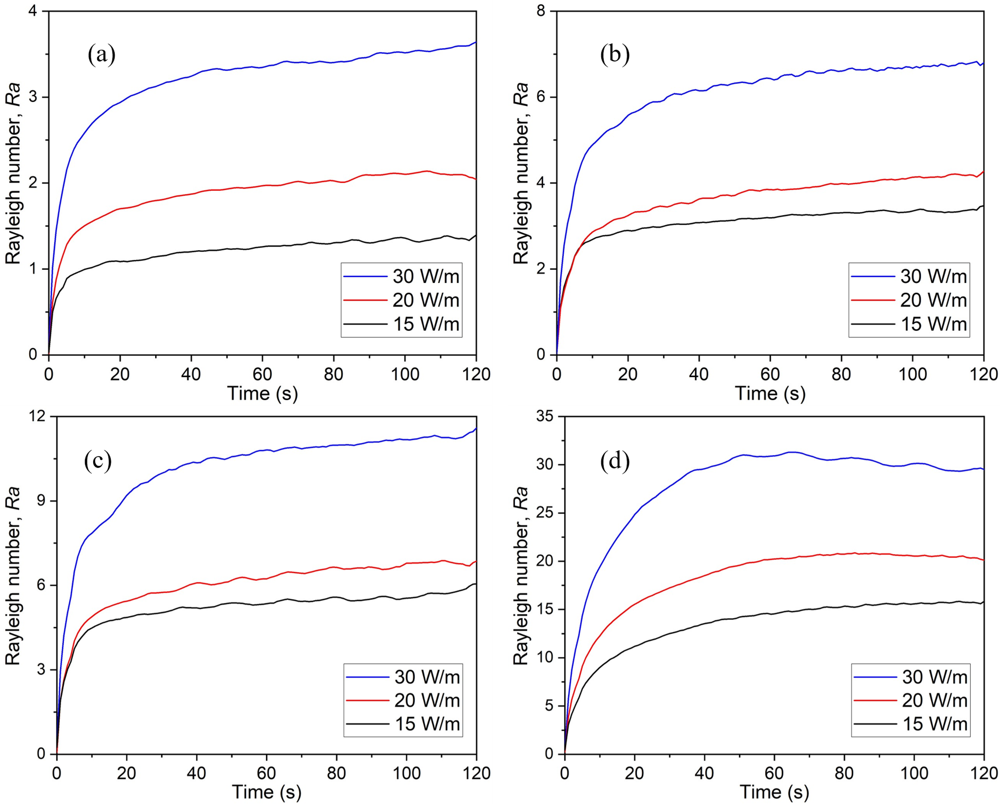 4
3
2
1
0
Rayleigh number, Ra
(a)
30 W/m
20 W/m
15 W/m
0 20 40 60 80 100 120
Time (s)
8
6
4
2
0
Rayleigh number, Ra
(b)
30 W/m
20 W/m
15 W/m
0 20 40 60 80 100 120
Time (s)
12
9
6
3
0
Rayleigh number, Ra
(c)
30 W/m
20 W/m
15 W/m
0 20 40 60 80 100 120
Time (s)
35
30
25
20
15
10
5
0
Rayleigh number, Ra
(d)
30 W/m
20 W/m
15 W/m
0 20 40 60 80 100 120
Time (s)